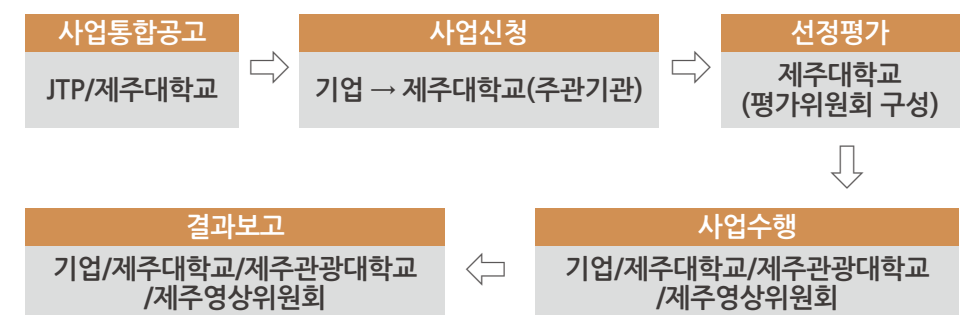 사업통합공고
JTP/제주대학교
사업신청
기업 → 제주대학교(주관기관)
선정평가
제주대학교
(평가위원회 구성)
결과보고
기업/제주대학교/제주관광대학교
/제주영상위원회
사업수행
기업/제주대학교/제주관광대학교
/제주영상위원회